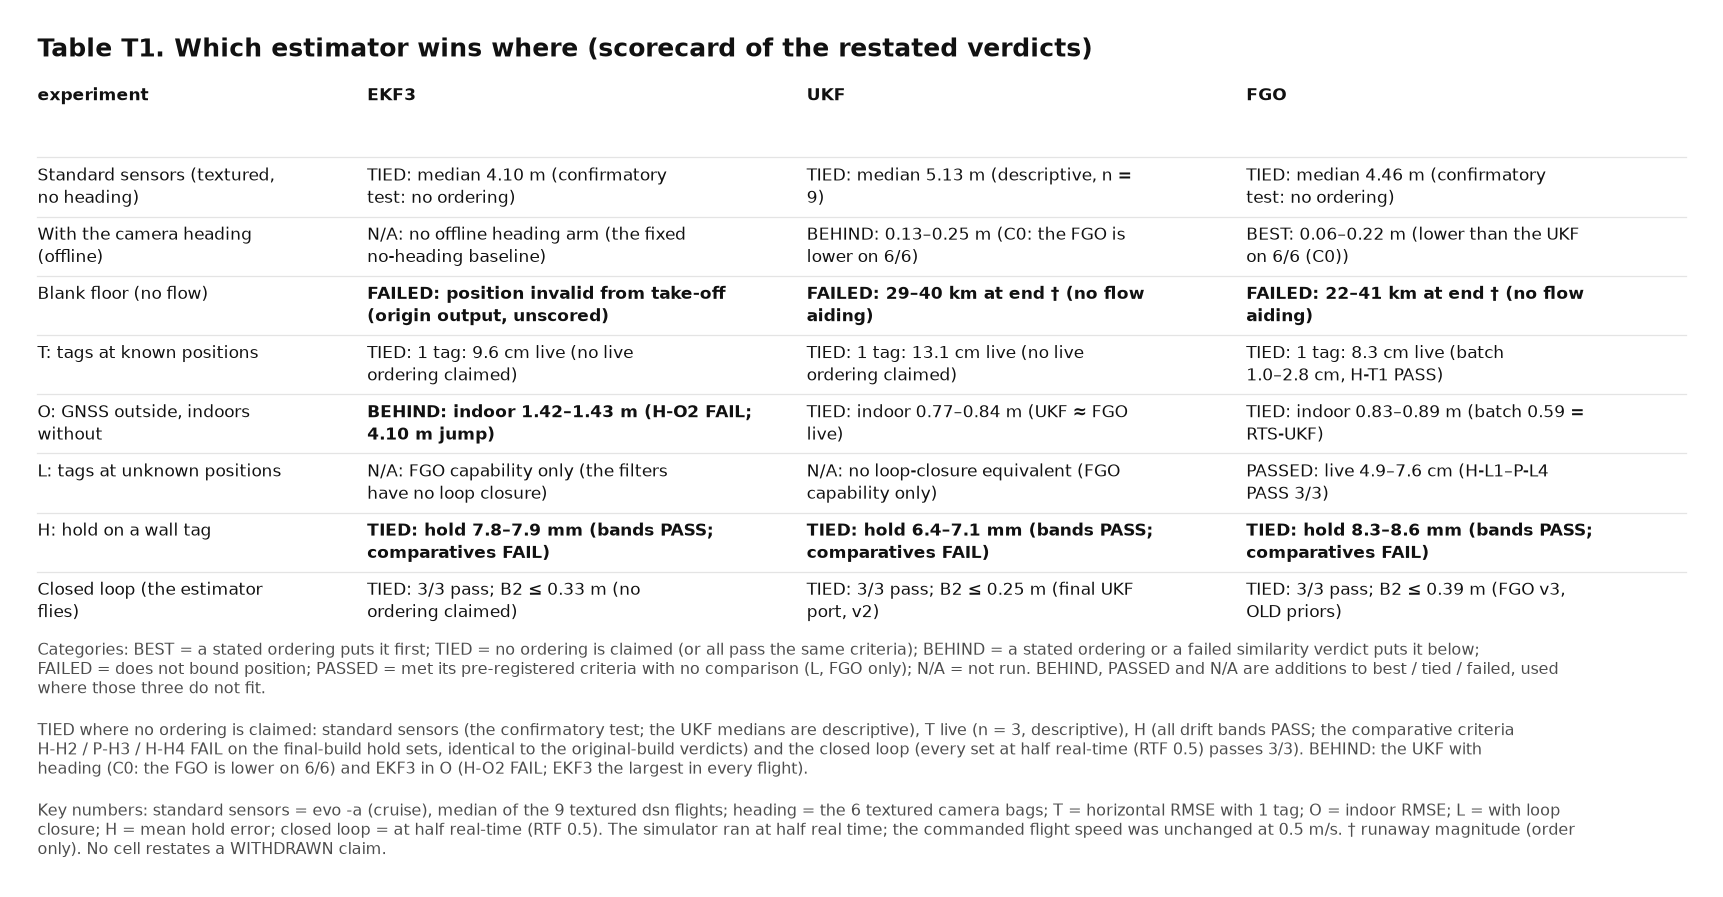 Table T1. Which estimator wins where (scorecard of the restated verdicts)
experiment EKF3 UKF FGO
Standard sensors (textured, TIED: median 4.10 m (confirmatory TIED: median 5.13 m (descriptive, n = TIED: median 4.46 m (confirmatory
no heading) test: no ordering) 9) test: no ordering)
With the camera heading N/A: no offline heading arm (the fixed BEHIND: 0.13–0.25 m (C0: the FGO is BEST: 0.06–0.22 m (lower than the UKF
(offline) no-heading baseline) lower on 6/6) on 6/6 (C0))
Blank floor (no flow) FAILED: position invalid from take-off FAILED: 29–40 km at end † (no flow FAILED: 22–41 km at end † (no flow
(origin output, unscored) aiding) aiding)
T: tags at known positions TIED: 1 tag: 9.6 cm live (no live TIED: 1 tag: 13.1 cm live (no live TIED: 1 tag: 8.3 cm live (batch
ordering claimed) ordering claimed) 1.0–2.8 cm, H-T1 PASS)
O: GNSS outside, indoors BEHIND: indoor 1.42–1.43 m (H-O2 FAIL; TIED: indoor 0.77–0.84 m (UKF ≈ FGO TIED: indoor 0.83–0.89 m (batch 0.59 =
without 4.10 m jump) live) RTS-UKF)
L: tags at unknown positions N/A: FGO capability only (the filters N/A: no loop-closure equivalent (FGO PASSED: live 4.9–7.6 cm (H-L1–P-L4
have no loop closure) capability only) PASS 3/3)
H: hold on a wall tag TIED: hold 7.8–7.9 mm (bands PASS; TIED: hold 6.4–7.1 mm (bands PASS; TIED: hold 8.3–8.6 mm (bands PASS;
comparatives FAIL) comparatives FAIL) comparatives FAIL)
Closed loop (the estimator TIED: 3/3 pass; B2 ≤ 0.33 m (no TIED: 3/3 pass; B2 ≤ 0.25 m (final UKF TIED: 3/3 pass; B2 ≤ 0.39 m (FGO v3,
flies) ordering claimed) port, v2) OLD priors)
Categories: BEST = a stated ordering puts it first; TIED = no ordering is claimed (or all pass the same criteria); BEHIND = a stated ordering or a failed similarity verdict puts it below;
FAILED = does not bound position; PASSED = met its pre-registered criteria with no comparison (L, FGO only); N/A = not run. BEHIND, PASSED and N/A are additions to best / tied / failed, used
where those three do not fit.
TIED where no ordering is claimed: standard sensors (the confirmatory test; the UKF medians are descriptive), T live (n = 3, descriptive), H (all drift bands PASS; the comparative criteria
H-H2 / P-H3 / H-H4 FAIL on the final-build hold sets, identical to the original-build verdicts) and the closed loop (every set at half real-time (RTF 0.5) passes 3/3). BEHIND: the UKF with
heading (C0: the FGO is lower on 6/6) and EKF3 in O (H-O2 FAIL; EKF3 the largest in every flight).
Key numbers: standard sensors = evo -a (cruise), median of the 9 textured dsn flights; heading = the 6 textured camera bags; T = horizontal RMSE with 1 tag; O = indoor RMSE; L = with loop
closure; H = mean hold error; closed loop = at half real-time (RTF 0.5). The simulator ran at half real time; the commanded flight speed was unchanged at 0.5 m/s. † runaway magnitude (order
only). No cell restates a WITHDRAWN claim.